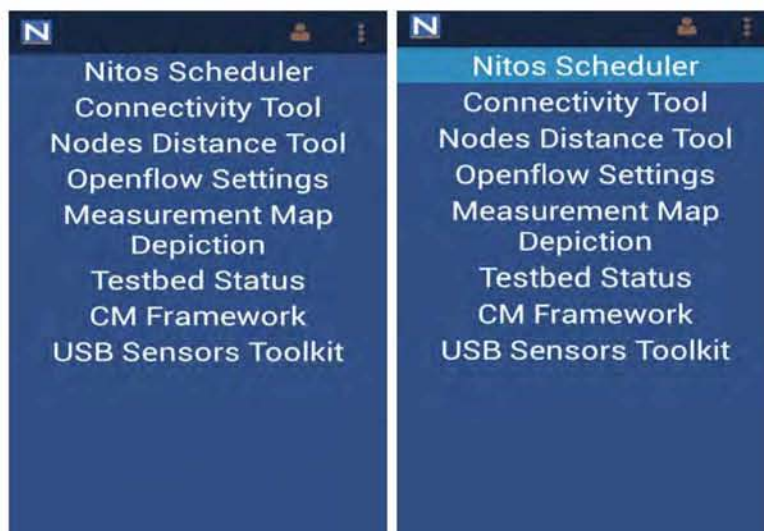 N
Nitos Scheduler
Connectivity Tool
Nodes Distance Tool
Openflow Settings
Measurement Map
Depiction
Testbed Status
CM Framework
USB Sensors Toolkit
N
Nitos Scheduler
Connectivity Tool
Nodes Distance Tool
Openflow Settings
Measurement Map
Depiction
Testbed Status
CM Framework
USB Sensors Toolkit